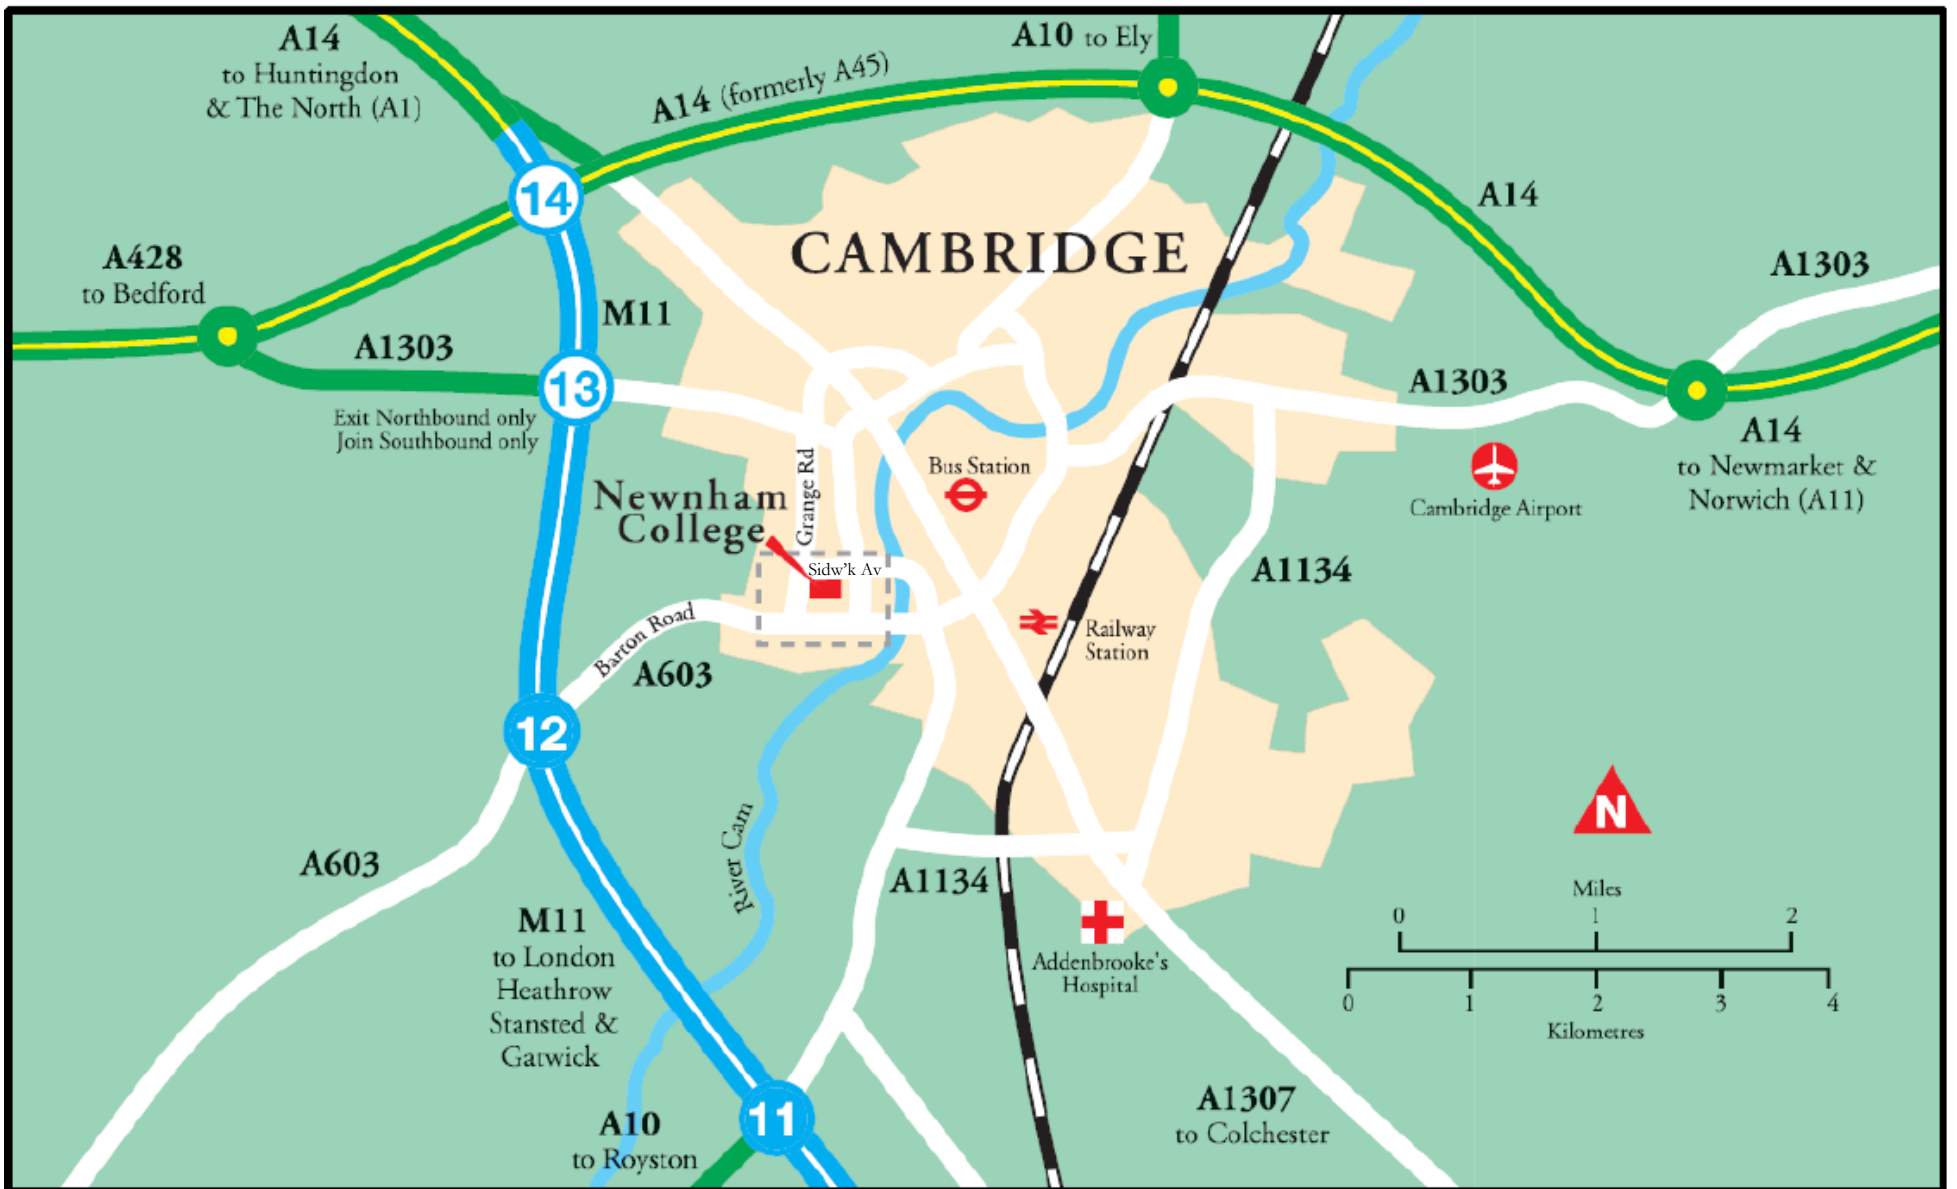 A14
to Huntingdon
& The North (A1)
A14 (formerly A45)
A10 to Ely
A14
A1303
14
CAMBRIDGE
A428
to Bedford
M11
A1303
13
Exit Northbound only
Join Southbound only
A1303
Cambridge Airport
A14
to Newmarket &
Norwich (A11)
Newnham
College
Grange Rd
Bus Station
Sidw'k Av
A1134
Barton Road
A603
Railway
Station
12
River Cam
A603
A1134
N
M11
to London
Heathrow
Stansted &
Gatwick
Addenbrooke's
Hospital
Miles
0 1 2
0 1 2 3 4
Kilometres
A10
to Royston
11
A1307
to Colchester